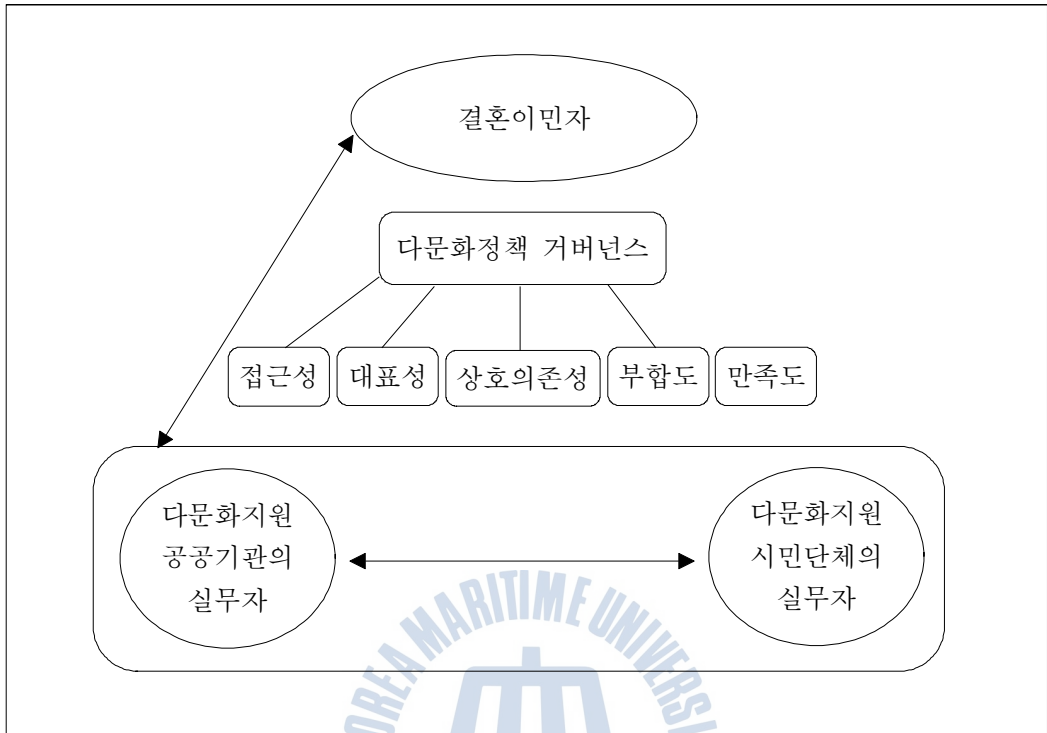 결혼이민자
다문화정책 거버넌스
접근성
대표성
상호의존성
부합도
만족도
다문화지원
공공기관의
실무자
다문화지원
시민단체의
실무자
OREA MARITIME UNIVERSI